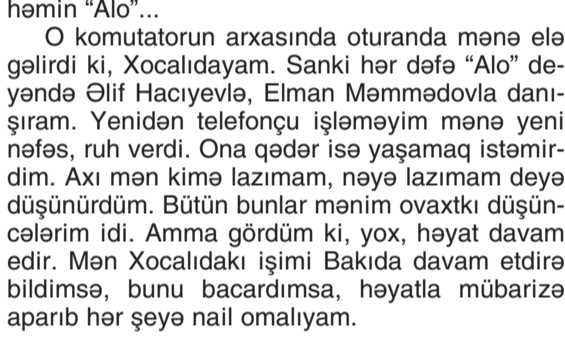 həmin “Alo”...
O komutatorun arxasında oturanda mənə elə
gəlirdi ki, Xocalıdayam. Sanki hər dəfə “Alo” de-
yəndə Əlif Hacıyevlə, Elman Məmmədovla danı-
şıram. Yenidən telefonçu işləməyim mənə yeni
nəfəs, ruh verdi. Ona qədər isə yaşamaq istəmir-
dim. Axı mən kimə lazımam, nəyə lazımam deyə
düşünürdüm. Bütün bunlar mənim ovaxtkı düşün-
cələrim idi. Amma gördüm ki, yox, həyat davam
edir. Mən Xocalıdakı işimi Bakıda davam etdirə
bildimsə, bunu bacardımsa, həyatla mübarizə
aparıb hər şeyə nail omalıyam.